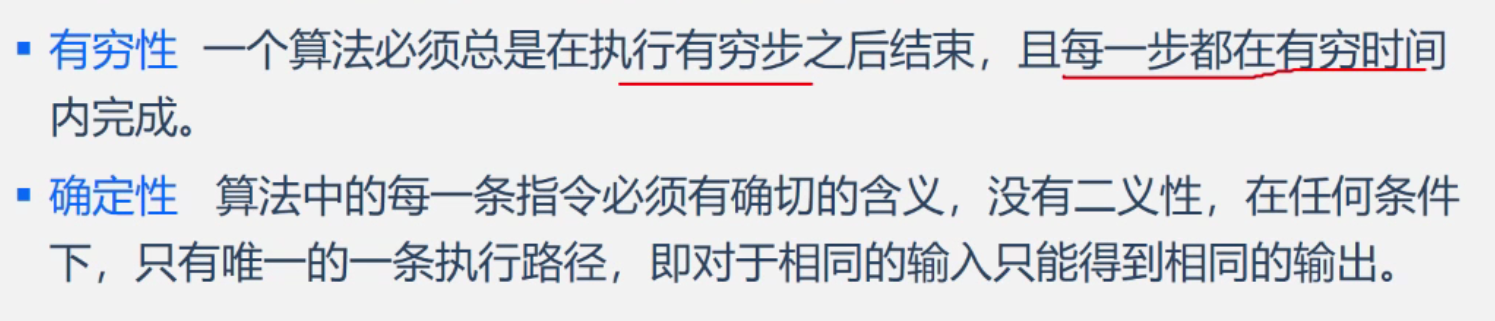 ▪ 有穷性 一个算法必须总是在执行有穷步之后结束，且每一步都在有穷时间
内完成。
▪ 确定性 算法中的每一条指令必须有确切的含义，没有二义性，在任何条件
下，只有唯一的一条执行路径，即对于相同的输入只能得到相同的输出。